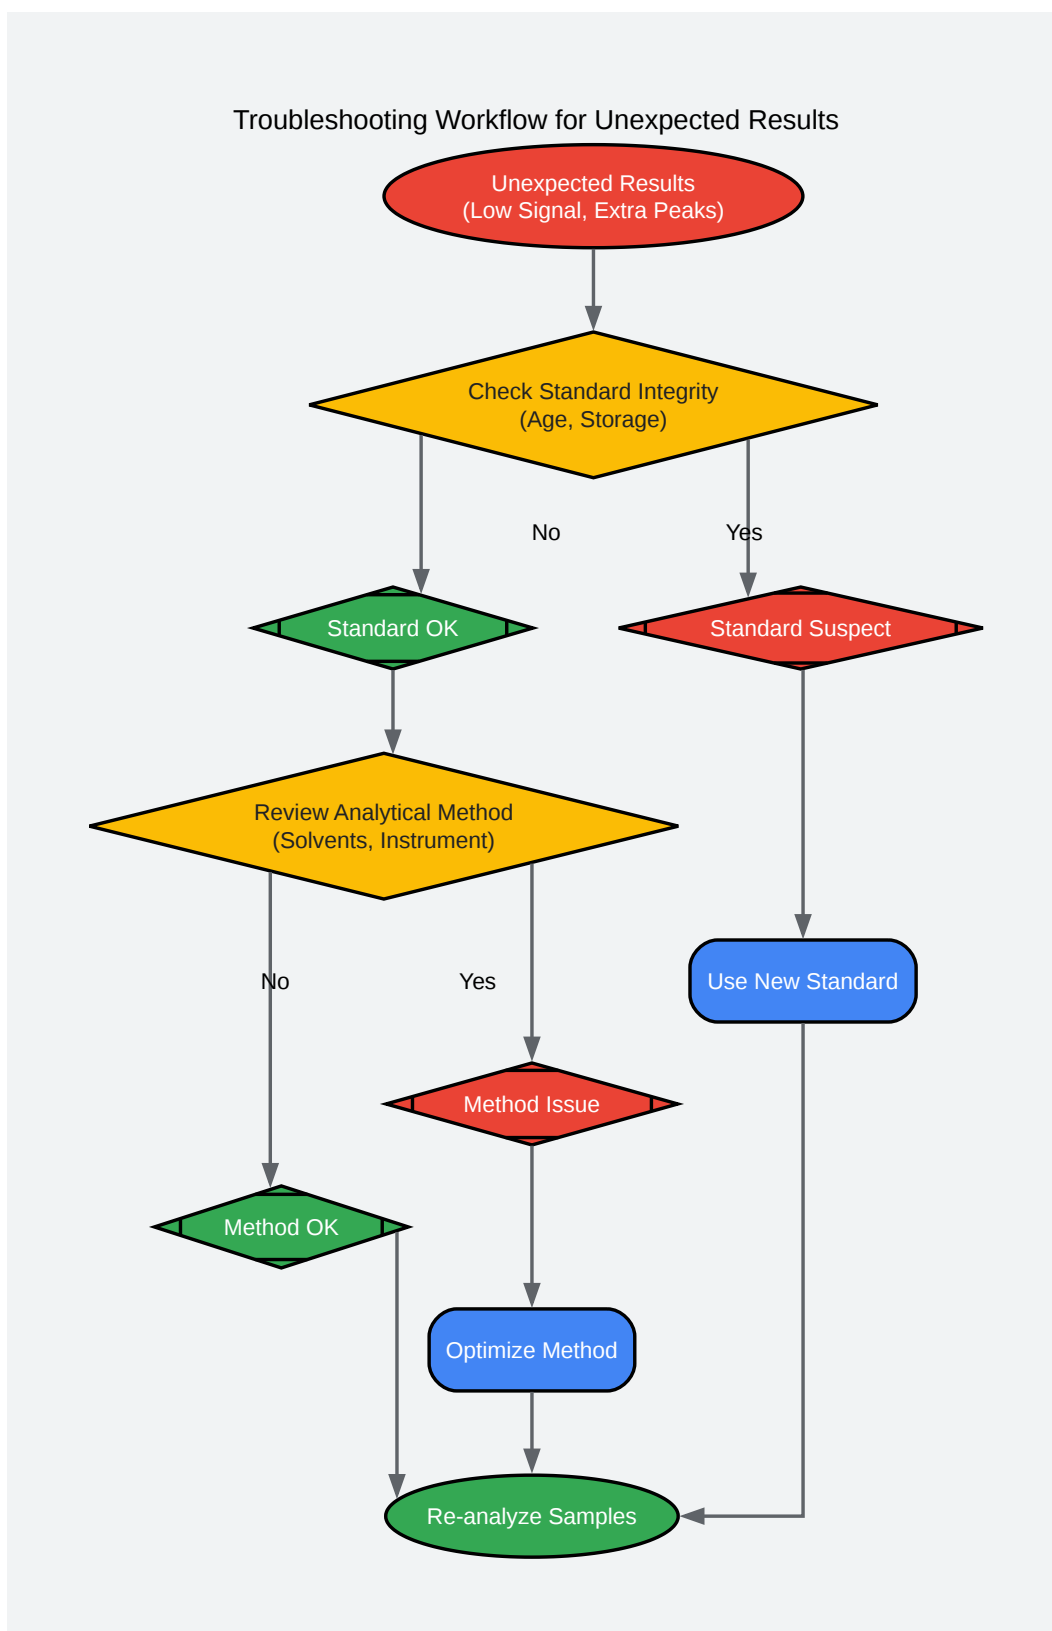 Troubleshooting Workflow for Unexpected Results
Unexpected Results
(Low Signal, Extra Peaks)
Check Standard Integrity
(Age, Storage)
No
Yes
Standard OK
Standard Suspect
Review Analytical Method
(Solvents, Instrument)
No
Yes
Use New Standard
Method Issue
Method OK
Optimize Method
Re-analyze Samples